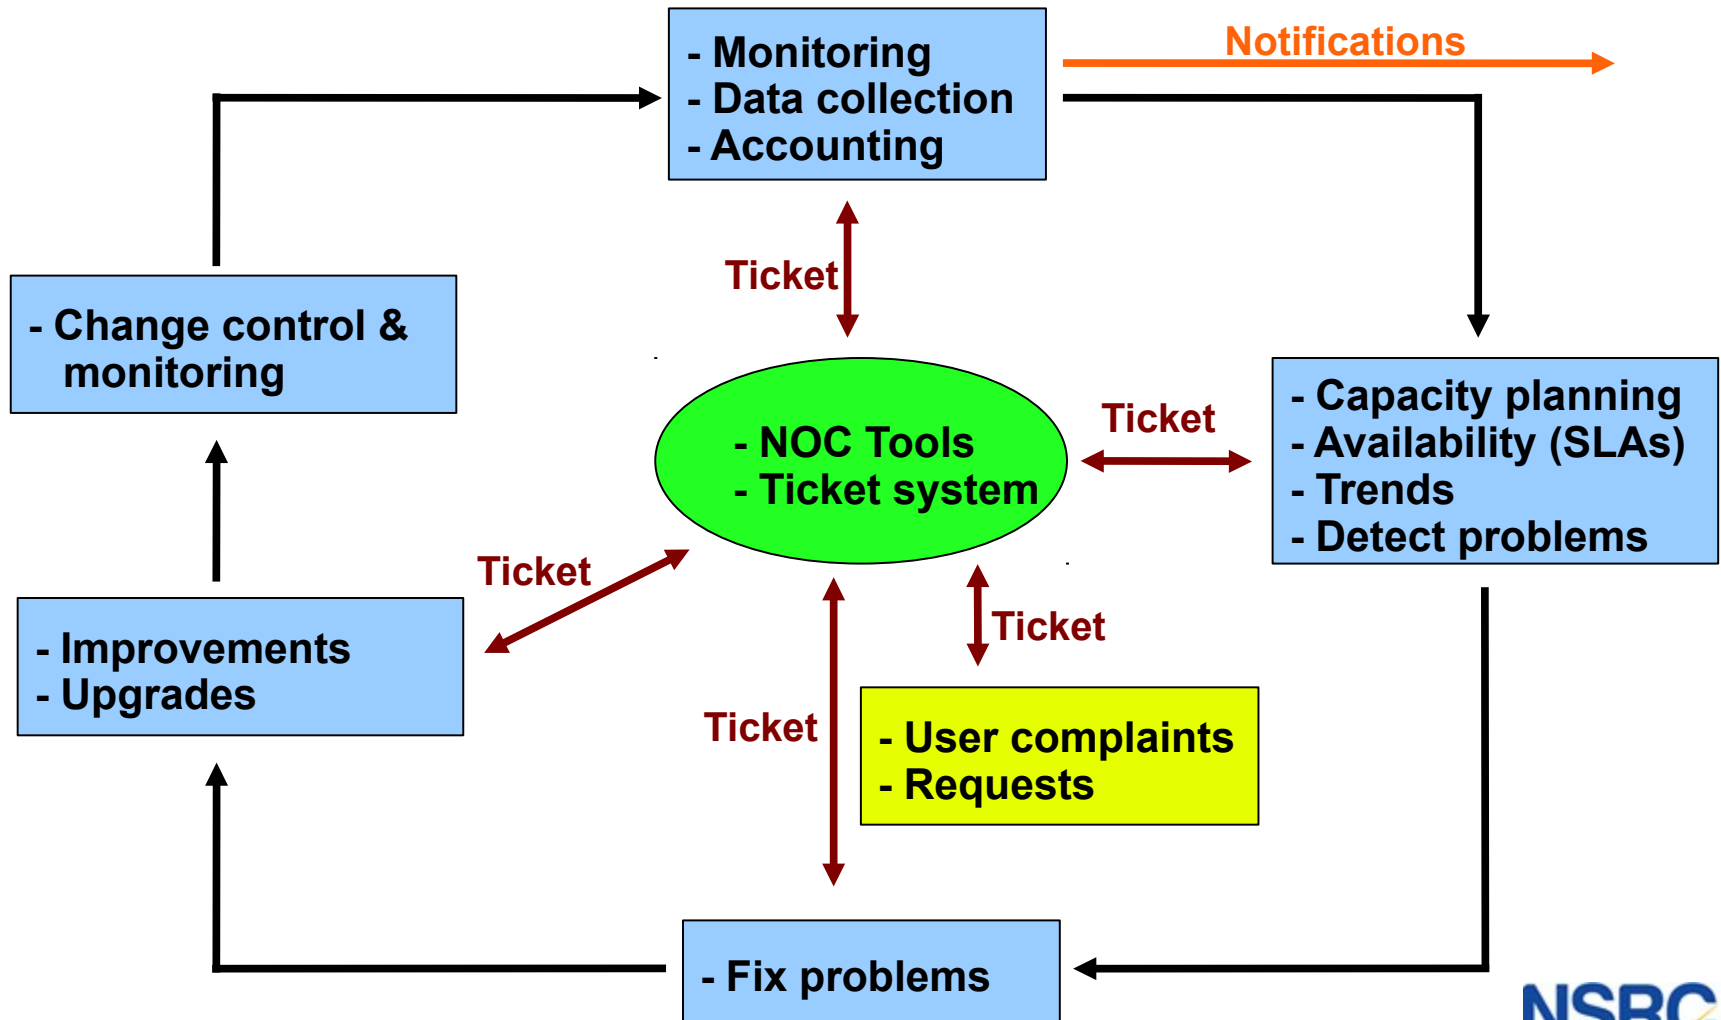 - Monitoring
- Data collection
- Accounting
Notifications
Ticket
- Change control &
monitoring
- NOC Tools
- Ticket system
Ticket
- Capacity planning
- Availability (SLAs)
- Trends
- Detect problems
Ticket
- Improvements
- Upgrades
Ticket
Ticket
- User complaints
- Requests
- Fix problems
NSRC